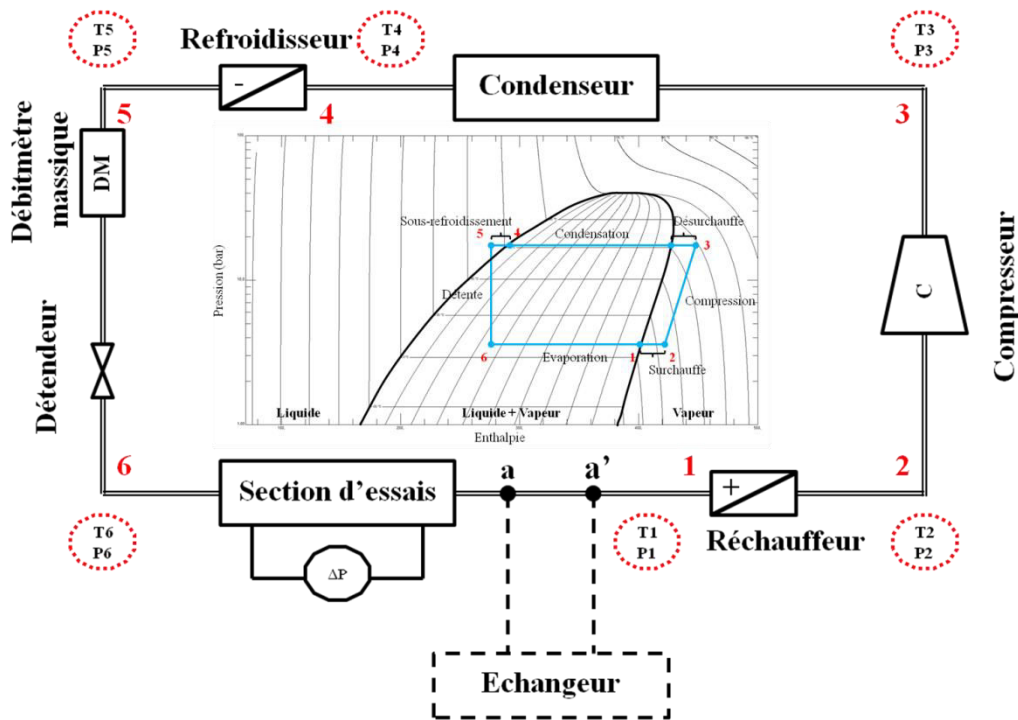 T5
P5
Refroidisseur
T4
P4
T3
P3
-
Condenseur
5
4
3
Débitmètre
massique
DM
Sous-refroidissement
Désurchauffe
5
4
Condensation
3
Pression (bar)
Détente
Compression
C
Compresseur
6
Evaporation
1
2
Surchauffe
Liquide
Liquide + Vapeur
Vapeur
Enthalpie
Détendeur
6
Section d'essais
a
a'
1
+
2
T6
P6
ΔP
T1
P1
Réchauffeur
T2
P2
Echangeur